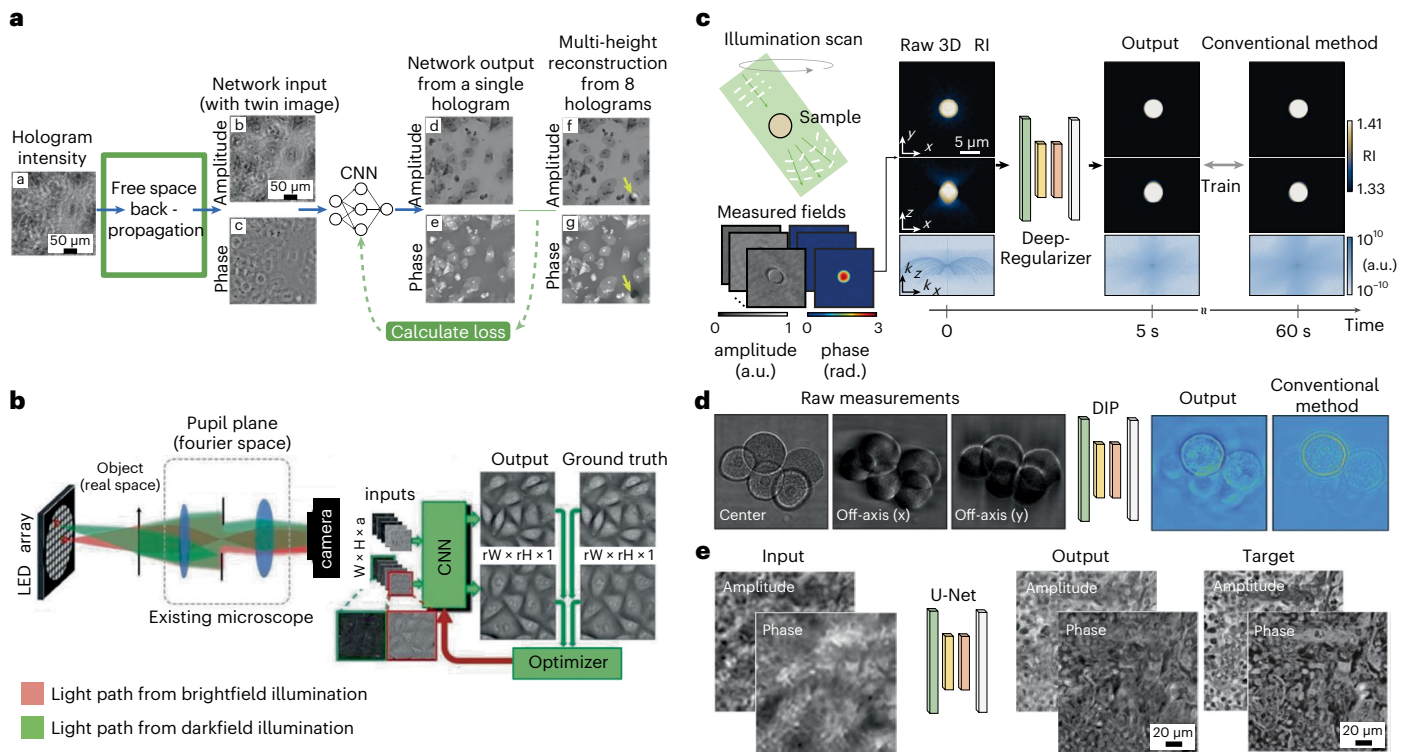 a
Hologram
intensity
a
50 µm
Free space
back -
propagation
Network input
(with twin image)
Amplitude
b
50 µm
Phase
c
CNN
Network output
from a single
hologram
Amplitude
d
Phase
e
Multi-height
reconstruction
from 8
holograms
Amplitude
f
Phase
g
Calculate loss
b
Pupil plane
(fourier space)
Object
(real space)
LED array
Existing microscope
camera
inputs
W × H × a
CNN
Output
Ground truth
rW × rH × 1
rW × rH × 1
Optimizer
Light path from brightfield illumination
Light path from darkfield illumination
c
Illumination scan
Sample
Measured fields
0 1
amplitude
(a.u.)
0 3
phase
(rad.)
Raw 3D RI
y
x
5 µm
z
x
kz
kx
Deep-
Regularizer
Output
Train
Conventional method
1.41
RI
1.33
10¹⁰
(a.u.)
10⁻¹⁰
0
5 s
≈
60 s
Time
d
Raw measurements
Center
Off-axis (x)
Off-axis (y)
DIP
Output
Conventional
method
e
Input
Amplitude
Phase
U-Net
Output
Amplitude
Phase
20 µm
Target
Amplitude
Phase
20 µm